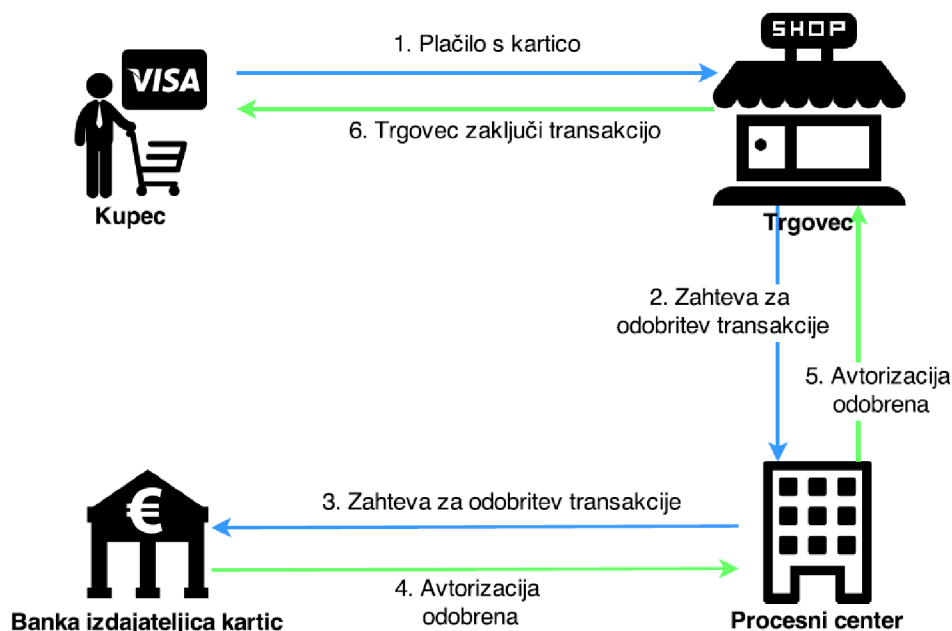 SHOP
1. Plačilo s kartico
VISA
6. Trgovec zaključi transakcijo
Kupec
Trgovec
2. Zahteva za
odobritev transakcije
5. Avtorizacija
odobrena
3. Zahteva za odobritev transakcije
€
4. Avtorizacija
odobrena
Banka izdajateljica kartic
Procesni center